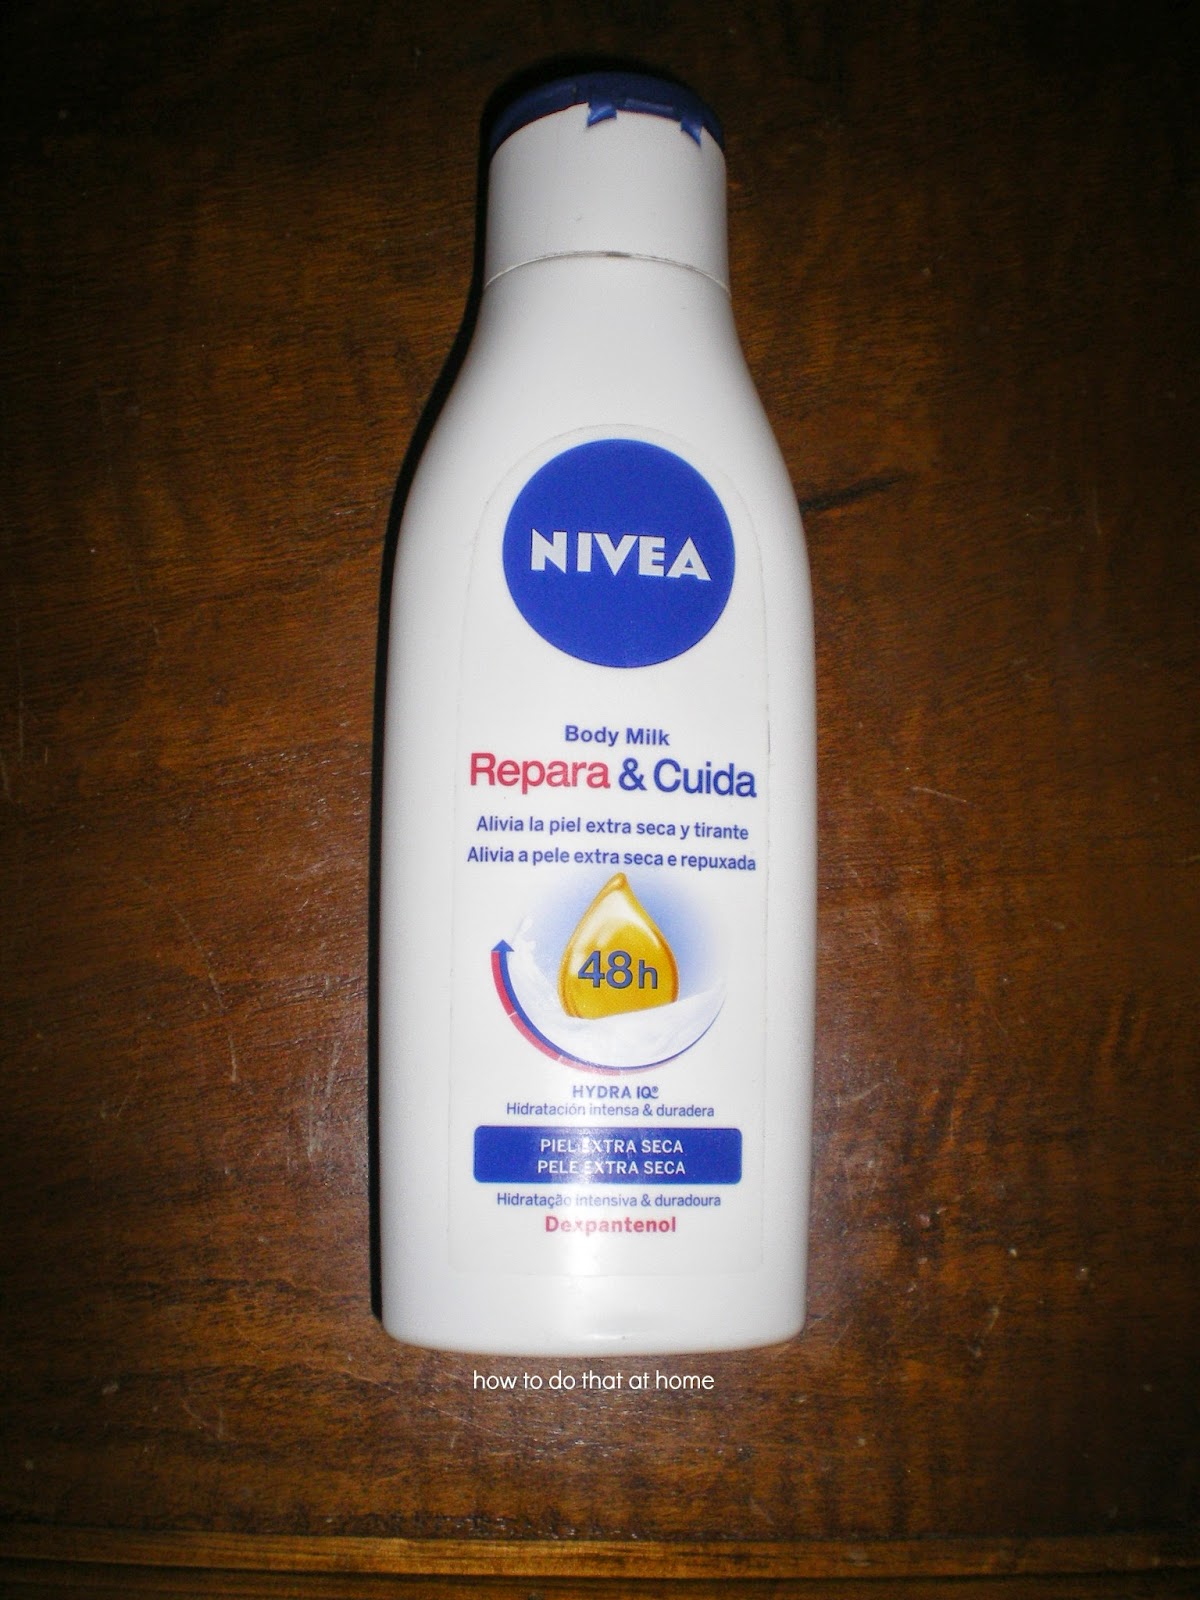 NIVEA
Body Milk
Repara & Cuida
Alivia la piel extra seca y tirante
Alivia a pele extra seca e repuxada
48h
HYDRA IQ®
Hidratación intensa & duradera
PIEL EXTRA SECA
PELE EXTRA SECA
Hidratação intensiva & duradoura
Dexpantenol
how to do that at home